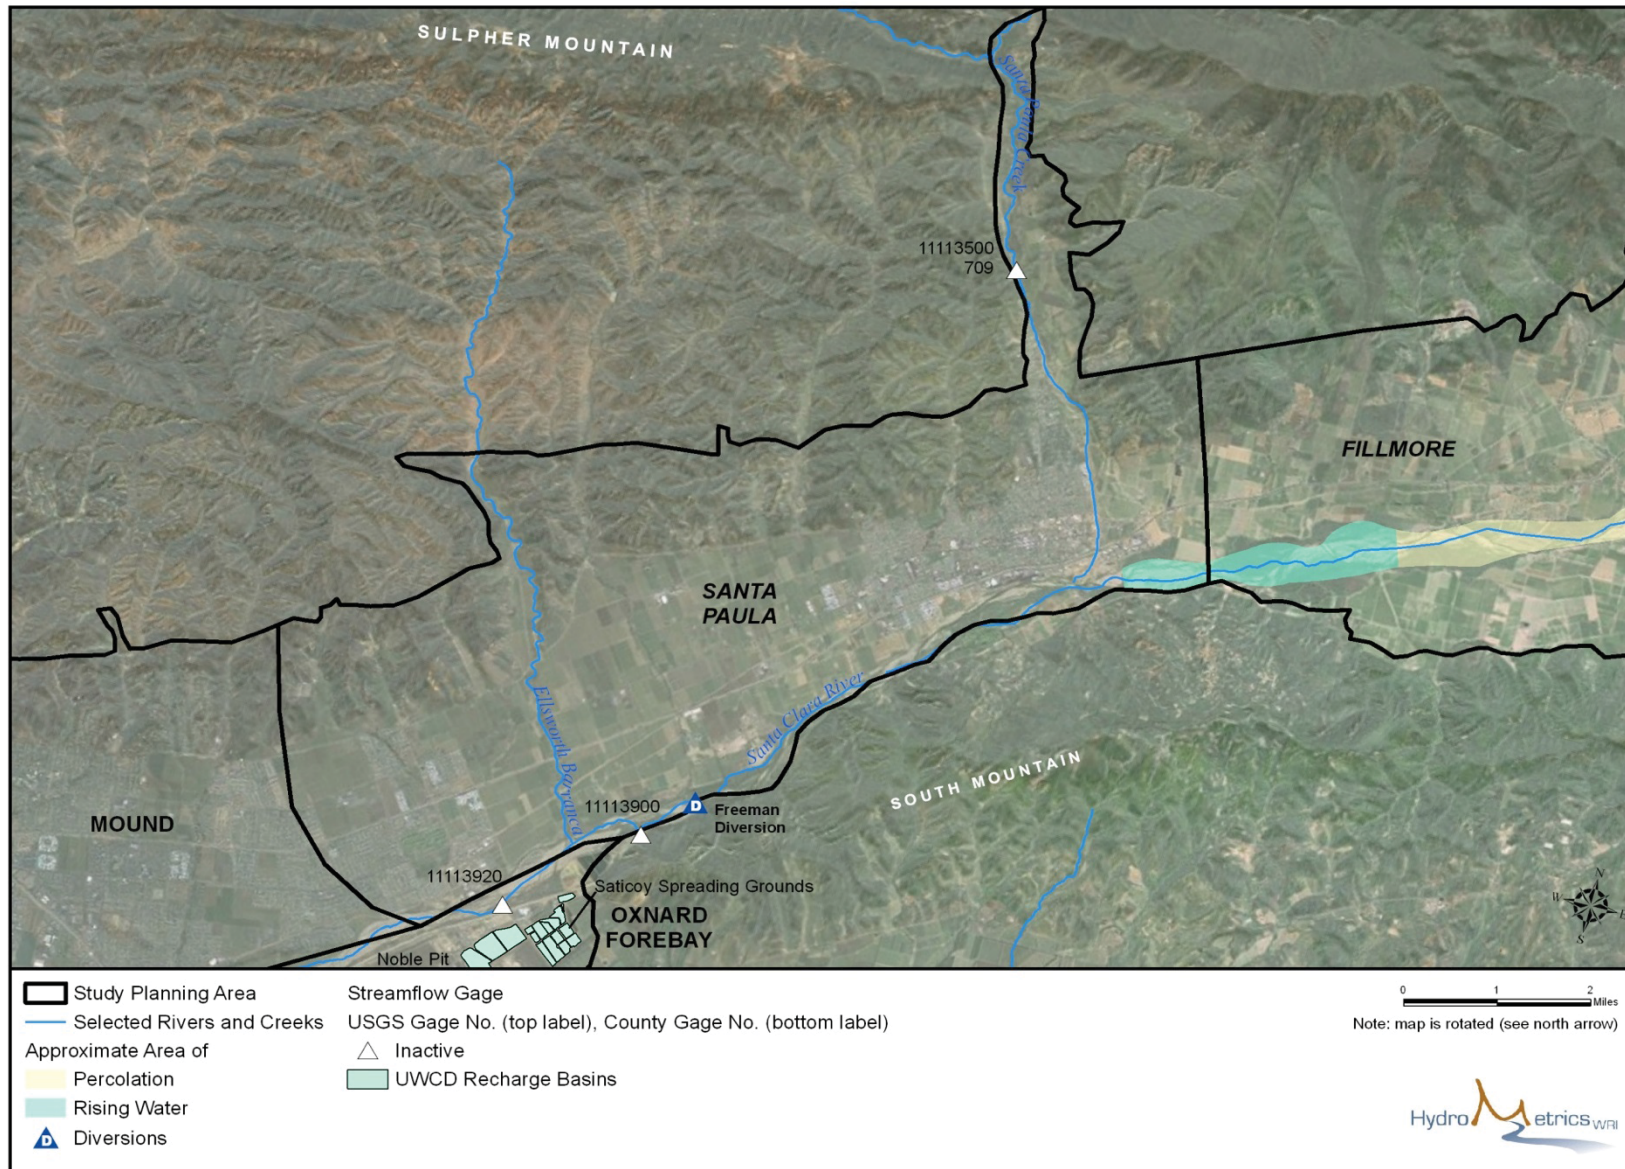 SULPHER MOUNTAIN
Santa Paula Creek
11113500
709
FILLMORE
SANTA
PAULA
Ellsworth Barranca
Santa Clara River
SOUTH MOUNTAIN
11113900
D
Freeman
Diversion
MOUND
11113920
Saticoy Spreading Grounds
OXNARD
FOREBAY
Noble Pit
N
W
E
S
Study Planning Area
Selected Rivers and Creeks
Approximate Area of
Percolation
Rising Water
D
Diversions
Streamflow Gage
USGS Gage No. (top label), County Gage No. (bottom label)
Inactive
UWCD Recharge Basins
0 1 2
Miles
Note: map is rotated (see north arrow)
HydroMetrics WRI